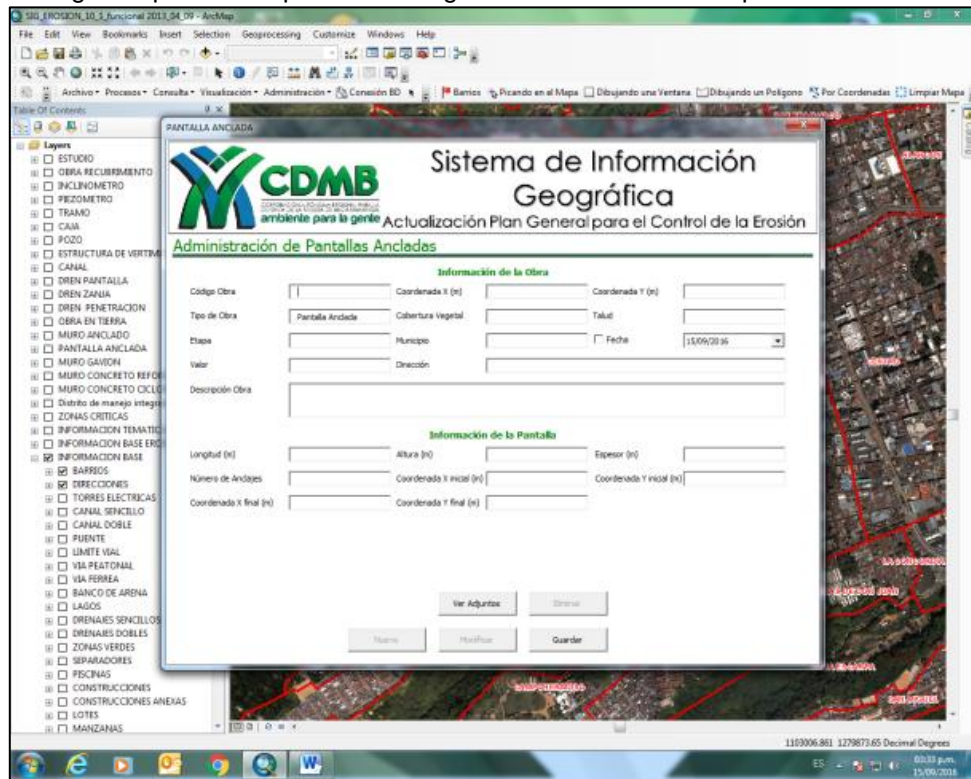 SIG_EROSION_10_1_funcional 2013_04_09 - ArcMap
File Edit View Bookmarks Insert Selection Geoprocessing Customize Windows Help
Archivo Procesos Consulta Visualización Administración Conexión BD Barrios Picando en el Mapa Dibujando una Ventana Dibujando un Poligono Por Coordenadas Limpiar Mapa
Table Of Contents
Layers
ESTUDIO
OBRA RECUBRIMIENTO
INCLINOMETRO
PIEZOMETRO
TRAMO
CAJA
POZO
ESTRUCTURA DE VERTIM
CANAL
DREN PANTALLA
DREN ZANJA
DREN PENETRACION
OBRA EN TIERRA
MURO ANCLADO
PANTALLA ANCLADA
MURO GAVION
MURO CONCRETO REFOR
MURO CONCRETO CICLO
Distrito de manejo integra
ZONAS CRITICAS
INFORMACION TEMATIC
INFORMACION BASE ERO
INFORMACION BASE
BARRIOS
DIRECCIONES
TORRES ELECTRICAS
CANAL SENCILLO
CANAL DOBLE
PUENTE
LIMITE VIAL
VIA PEATONAL
VIA FERREA
BANCO DE ARENA
LAGOS
DRENAJES SENCILLOS
DRENAJES DOBLES
ZONAS VERDES
SEPARADORES
PISCINAS
CONSTRUCCIONES
CONSTRUCCIONES ANEXAS
LOTES
MANZANAS
PANTALLA ANCLADA
CDMB
ambiente para la gente
Sistema de Información
Geográfica
Actualización Plan General para el Control de la Erosión
Administración de Pantallas Ancladas
Información de la Obra
Código Obra Coordenada X (m) Coordenada Y (m)
Tipo de Obra Pantalla Anclada Cobertura Vegetal Talud
Etapa Municipio Fecha 15/09/2016
Valor Dirección
Descripción Obra
Información de la Pantalla
Longitud (m) Altura (m) Espesor (m)
Número de Anclajes Coordenada X inicial (m) Coordenada Y inicial (m)
Coordenada X final (m) Coordenada Y final (m)
Ver Adjuntos Eliminar
Nuevo Modificar Guardar
1103006.861 1279873.65 Decimal Degrees
ES 03:33 p.m.
15/09/2016